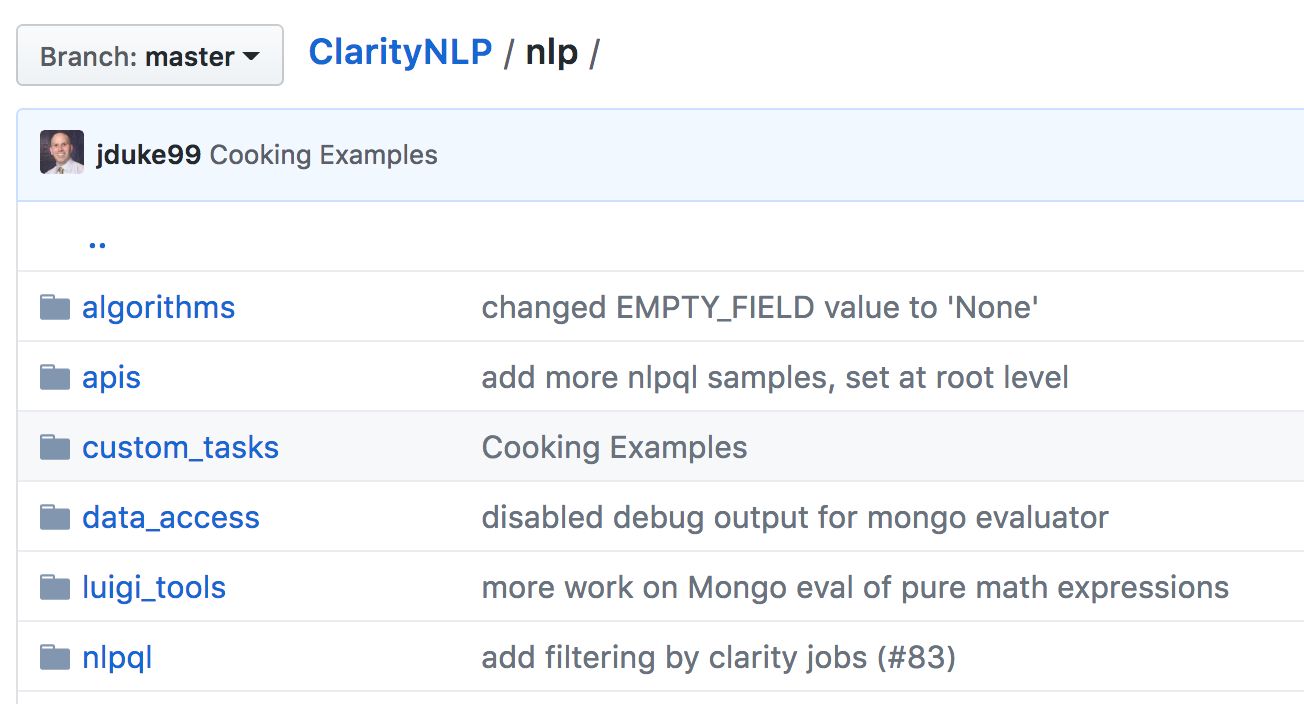 Branch: master ClarityNLP / nlp /
jduke99 Cooking Examples
..
algorithms changed EMPTY_FIELD value to 'None'
apis add more nlpql samples, set at root level
custom_tasks Cooking Examples
data_access disabled debug output for mongo evaluator
luigi_tools more work on Mongo eval of pure math expressions
nlpql add filtering by clarity jobs (#83)